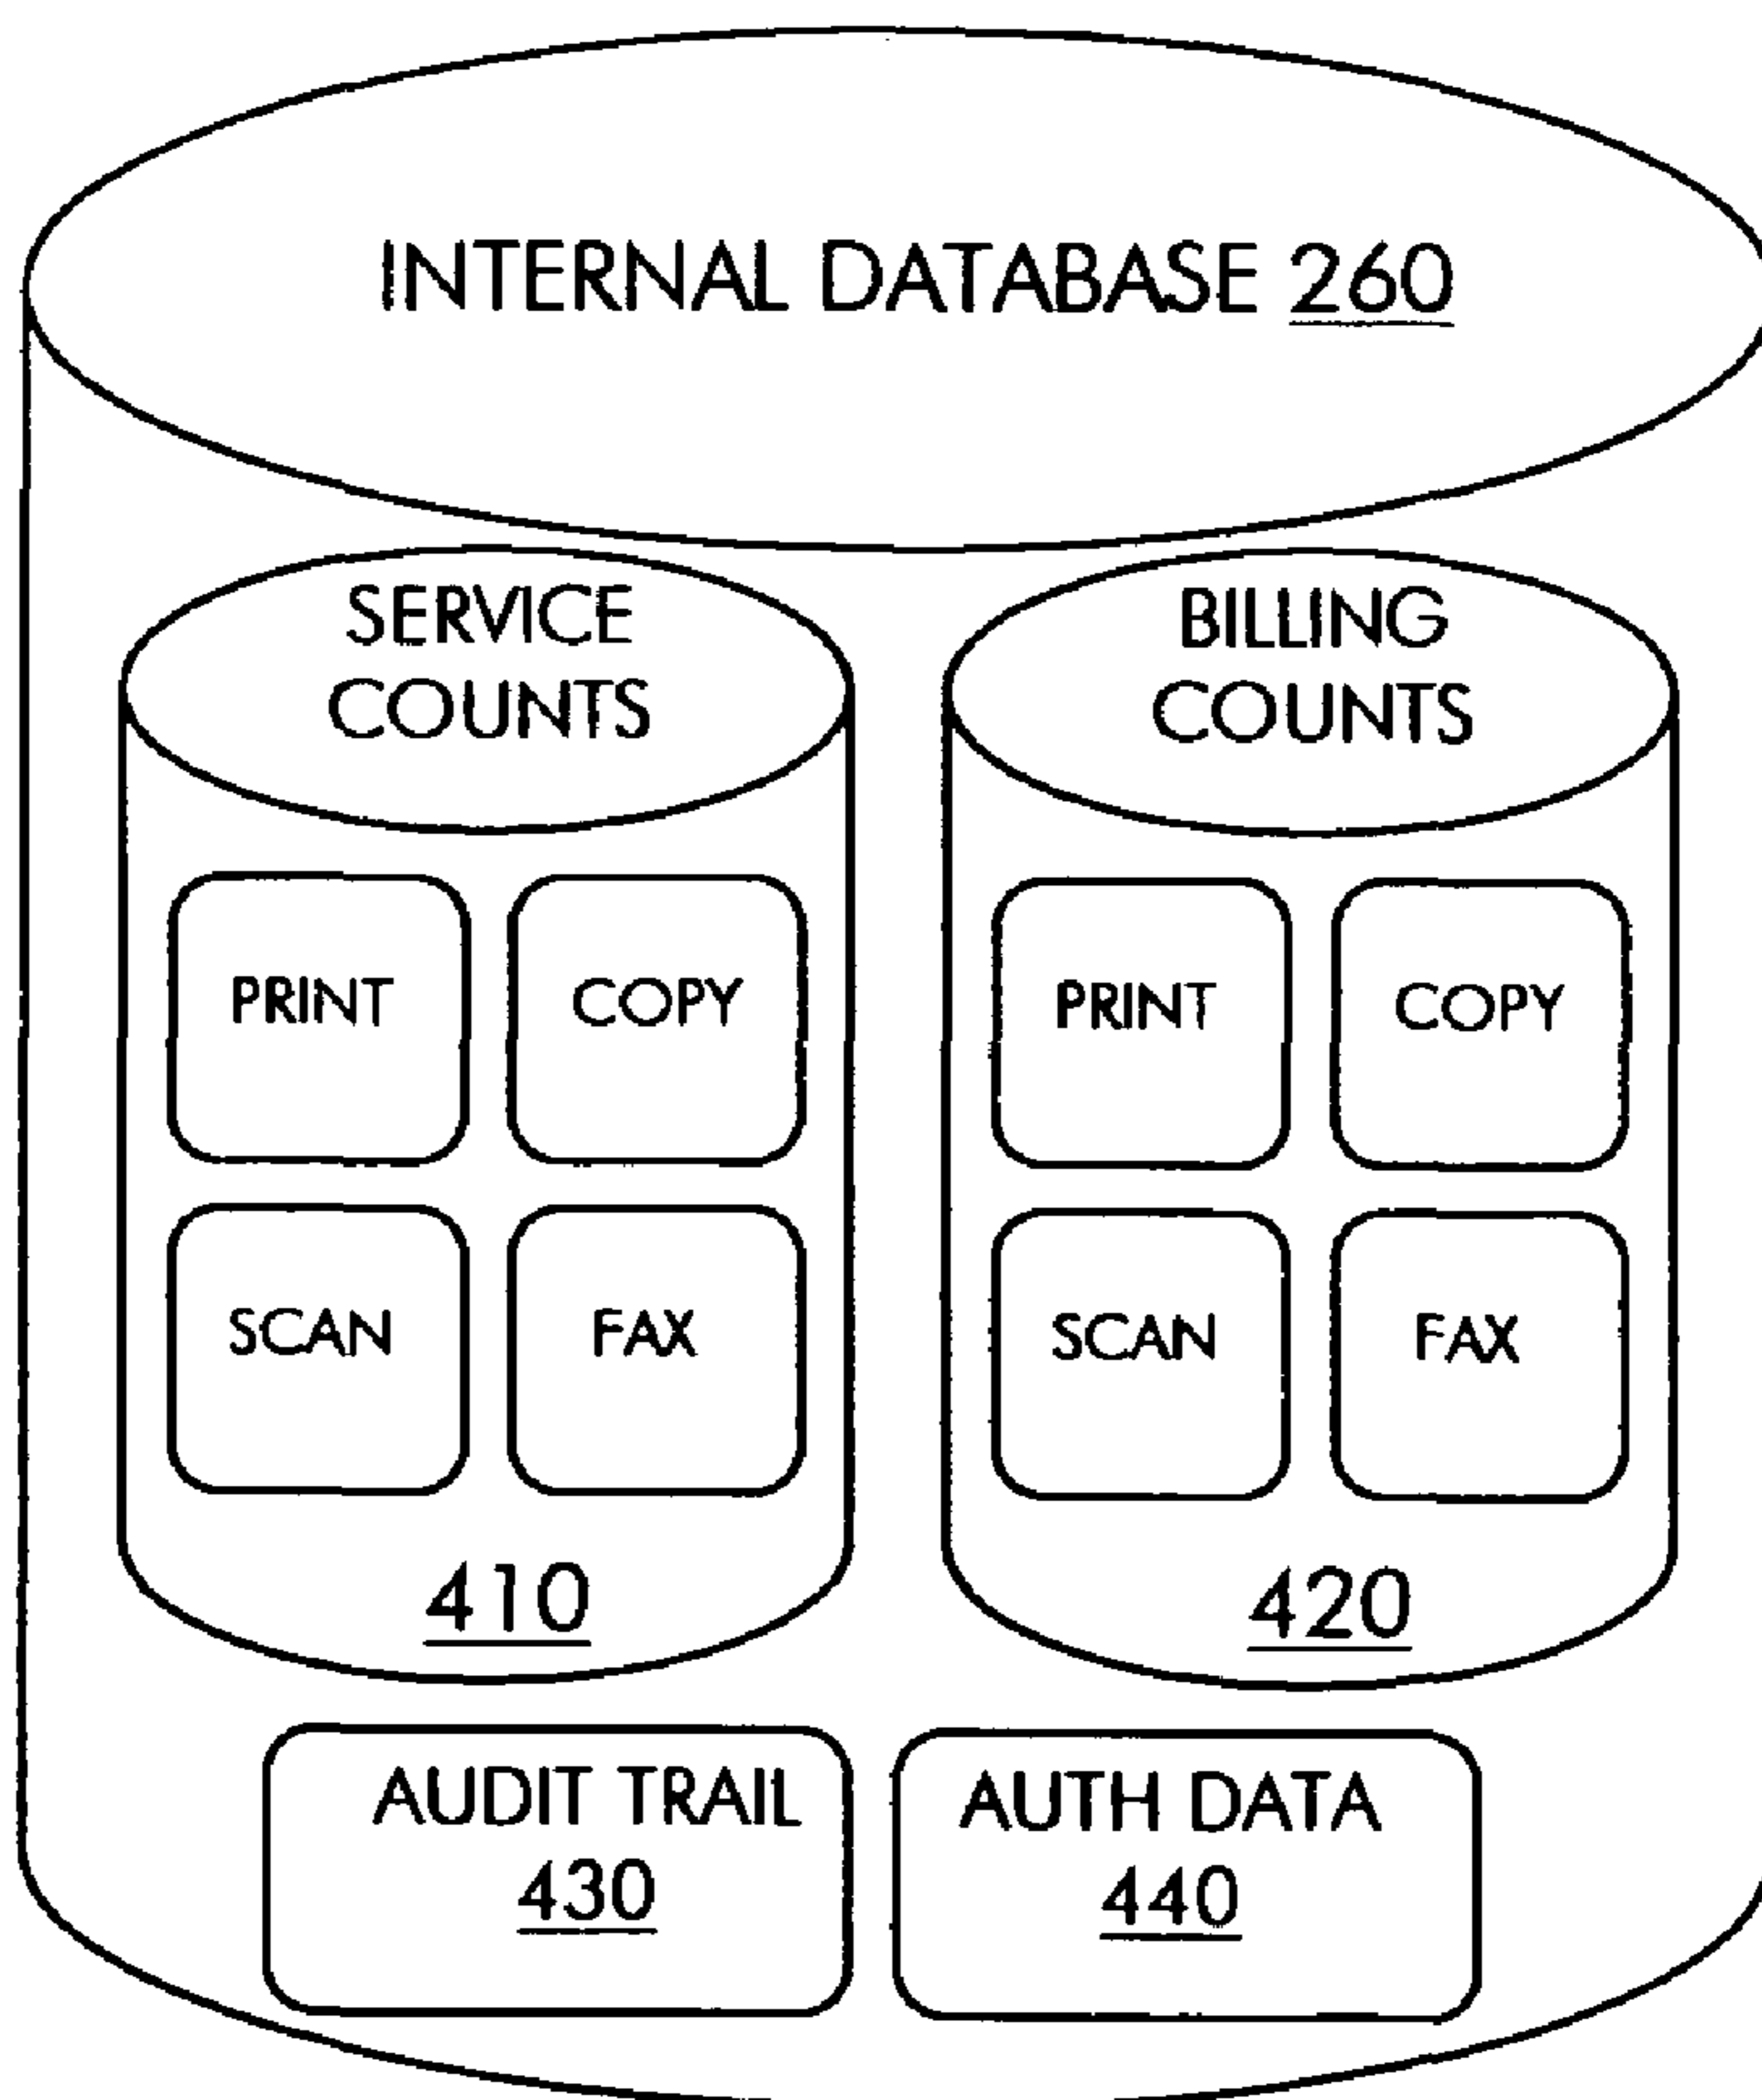 INTERNAL DATABASE 260
SERVICE
COUNTS
PRINT
COPY
SCAN
FAX
410
BILLING
COUNTS
PRINT
COPY
SCAN
FAX
420
AUDIT TRAIL
430
AUTH DATA
440